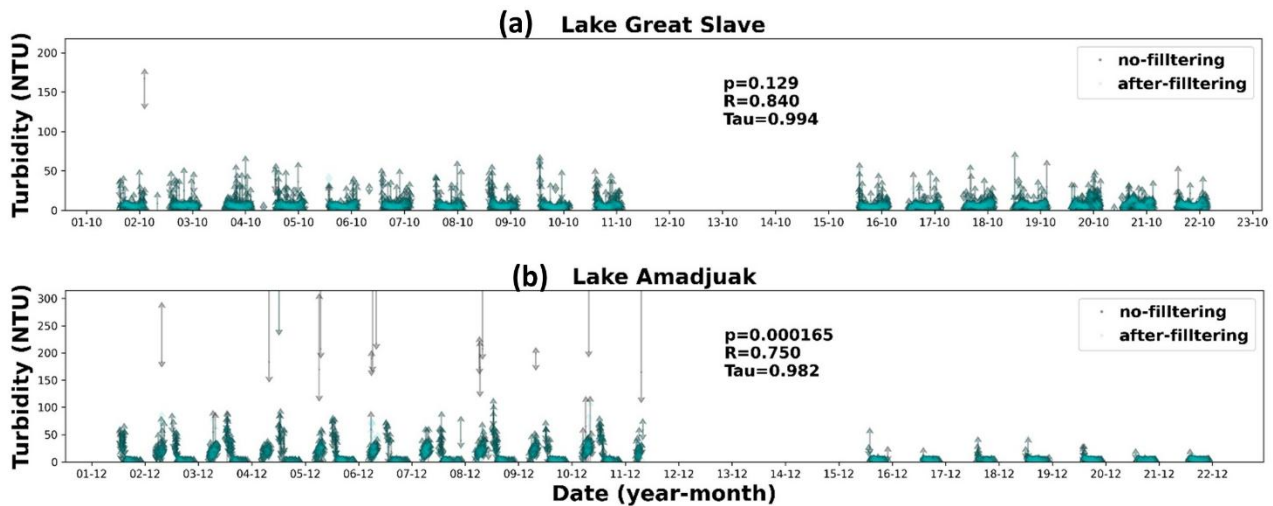 (a) Lake Great Slave
Turbidity (NTU)
200
150
100
50
0
no-filltering
after-filltering
p=0.129
R=0.840
Tau=0.994
01-10 02-10 03-10 04-10 05-10 06-10 07-10 08-10 09-10 10-10 11-10 12-10 13-10 14-10 15-10 16-10 17-10 18-10 19-10 20-10 21-10 22-10 23-10
(b) Lake Amadjuak
Turbidity (NTU)
300
250
200
150
100
50
0
no-filltering
after-filltering
p=0.000165
R=0.750
Tau=0.982
01-12 02-12 03-12 04-12 05-12 06-12 07-12 08-12 09-12 10-12 11-12 12-12 13-12 14-12 15-12 16-12 17-12 18-12 19-12 20-12 21-12 22-12
Date (year-month)